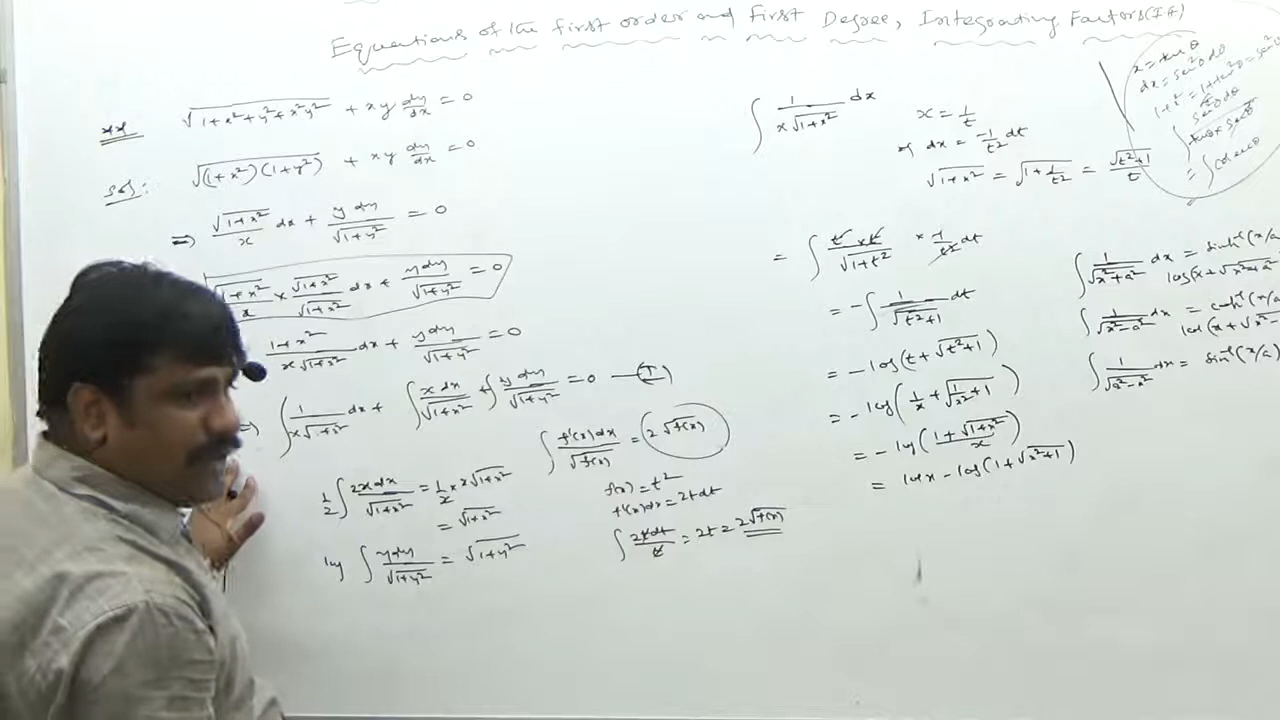 Equations of the first order and First Degree, Integrating Factors(I.F)
** √(1+x²+y²+x²y²) + xy dy/dx = 0
Sol: √((1+x²)(1+y²)) + xy dy/dx = 0
⇒ √(1+x²)/x dx + y dy/√(1+y²) = 0
√(1+x²)/x × √(1+x²)/√(1+x²) dx + y dy/√(1+y²) = 0
(1+x²)/(x√(1+x²)) dx + y dy/√(1+y²) = 0
⇒ ∫ 1/(x√(1+x²)) dx + ∫ x dx/√(1+x²) + ∫ y dy/√(1+y²) = 0 —(I)
½ ∫ 2x dx/√(1+x²) = ½ × 2√(1+x²)
= √(1+x²)
lly ∫ y dy/√(1+y²) = √(1+y²)
∫ f'(x)dx/√f(x) = 2√f(x)
f(x) = t²
f'(x)dx = 2t dt
∫ 2t dt/t = 2t = 2√f(x)
∫ 1/(x√(1+x²)) dx
x = 1/t
dx = -1/t² dt
√(1+x²) = √(1+1/t²) = √(t²+1)/t
= ∫ t × t/√(1+t²) × -1/t² dt
= -∫ 1/√(t²+1) dt
= -log(t+√(t²+1))
= -log(1/x + √(1/x²+1))
= -log((1+√(1+x²))/x)
= log x - log(1+√(x²+1))
x = tanθ
dx = sec²θ dθ
1+x² = 1+tan²θ = sec²
∫ sec²θ dθ/tanθ × secθ
= ∫ cosecθ
∫ 1/√(x²+a²) dx = sinh⁻¹(x/a
log(x+√(x²+a²
∫ 1/√(x²-a²) dx = cosh⁻¹(x/a
log(x+√(x²-
∫ 1/√(a²-x²) dx = sin⁻¹(x/a)